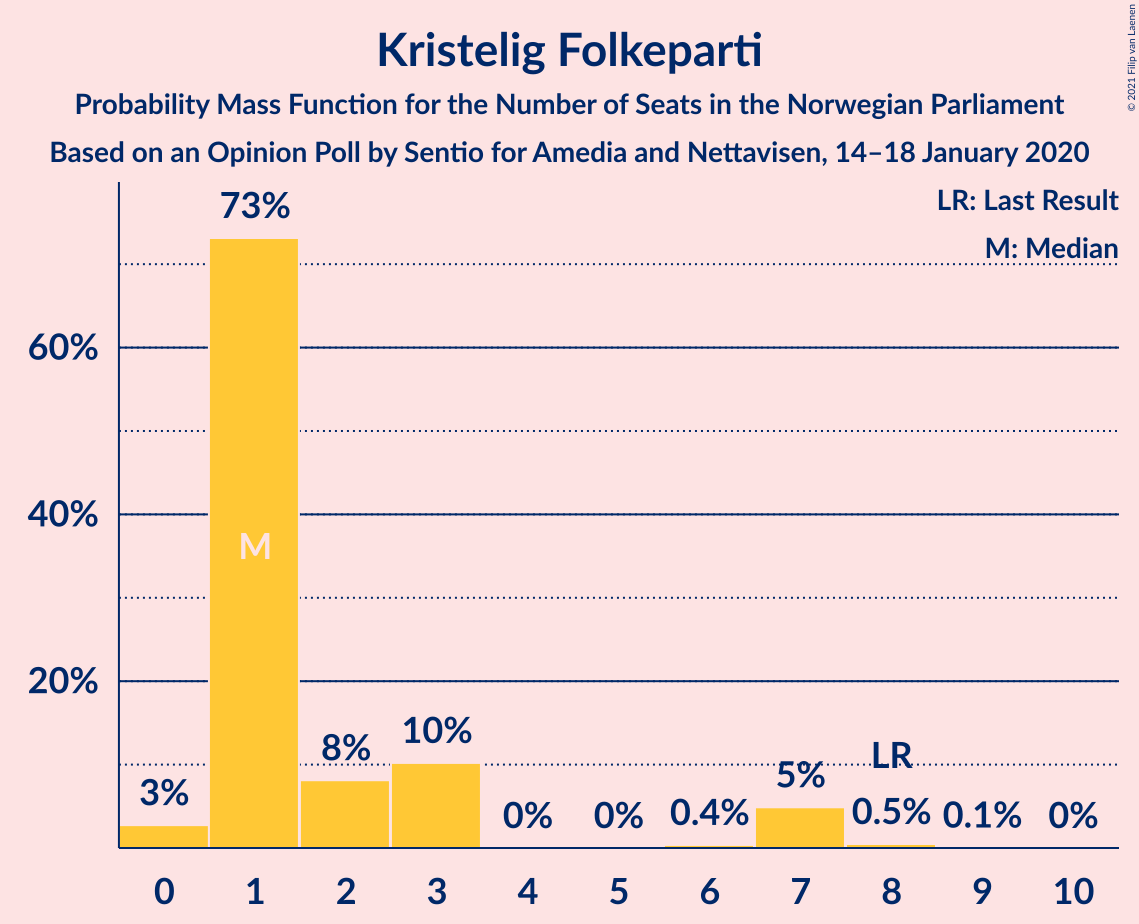 Kristelig Folkeparti
Probability Mass Function for the Number of Seats in the Norwegian Parliament
Based on an Opinion Poll by Sentio for Amedia and Nettavisen, 14–18 January 2020
© 2021 Filip van Laenen
LR: Last Result
M: Median
60%
40%
20%
3%
73%
M
8%
10%
0%
0%
0.4%
5%
LR
0.5%
0.1%
0%
0 1 2 3 4 5 6 7 8 9 10